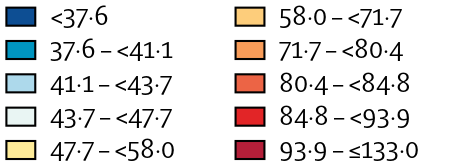 <37·6
37·6 – <41·1
41·1 – <43·7
43·7 – <47·7
47·7 – <58·0
58·0 – <71·7
71·7 – <80·4
80·4 – <84·8
84·8 – <93·9
93·9 – ≤133·0